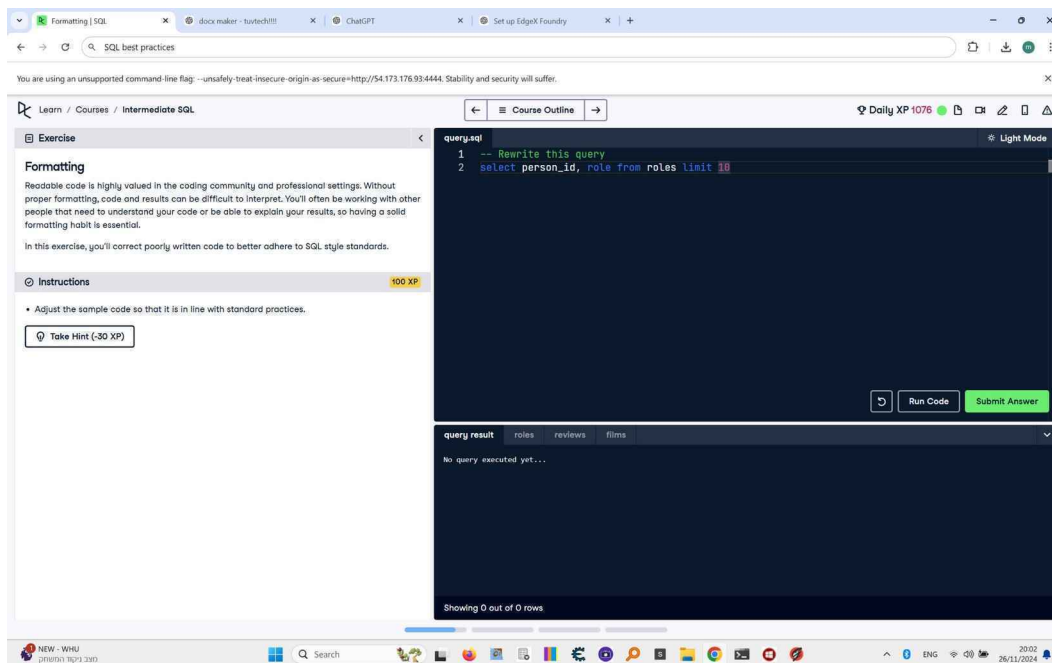 Formatting | SQL
docx maker - tuvtech!!!!
ChatGPT
Set up EdgeX Foundry
SQL best practices
m
You are using an unsupported command-line flag: --unsafely-treat-insecure-origin-as-secure=http://54.173.176.93:4444. Stability and security will suffer.
Learn / Courses / Intermediate SQL
Course Outline
Daily XP 1076
Exercise
Formatting
Readable code is highly valued in the coding community and professional settings. Without
proper formatting, code and results can be difficult to interpret. You'll often be working with other
people that need to understand your code or be able to explain your results, so having a solid
formatting habit is essential.
In this exercise, you'll correct poorly written code to better adhere to SQL style standards.
Instructions
100 XP
• Adjust the sample code so that it is in line with standard practices.
Take Hint (-30 XP)
query.sql
Light Mode
1 -- Rewrite this query
2 select person_id, role from roles limit 10
Run Code
Submit Answer
query result roles reviews films
No query executed yet...
Showing 0 out of 0 rows
NEW - WHU
מצב ניקוד המשחק
Search
ENG
20:02
26/11/2024